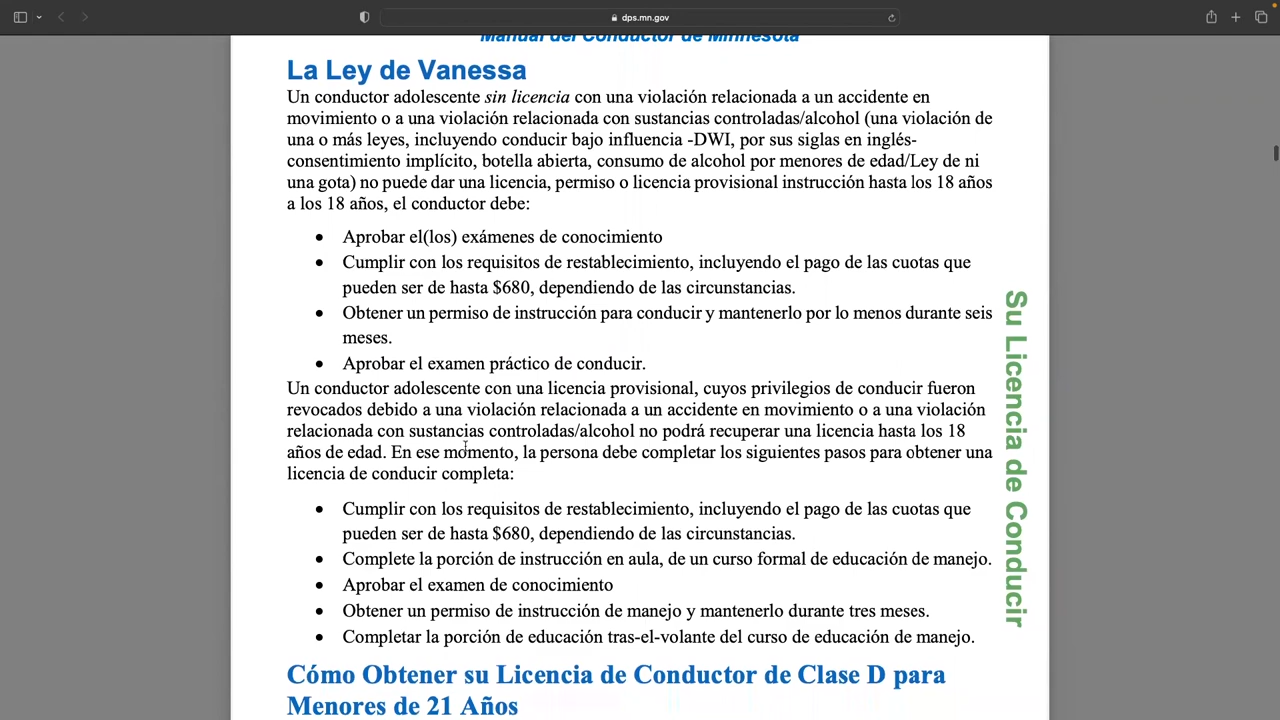 dps.mn.gov
Manual del Conductor de Minnesota
La Ley de Vanessa
Un conductor adolescente sin licencia con una violación relacionada a un accidente en
movimiento o a una violación relacionada con sustancias controladas/alcohol (una violación de
una o más leyes, incluyendo conducir bajo influencia -DWI, por sus siglas en inglés-
consentimiento implícito, botella abierta, consumo de alcohol por menores de edad/Ley de ni
una gota) no puede dar una licencia, permiso o licencia provisional instrucción hasta los 18 años
a los 18 años, el conductor debe:
• Aprobar el(los) exámenes de conocimiento
• Cumplir con los requisitos de restablecimiento, incluyendo el pago de las cuotas que
pueden ser de hasta $680, dependiendo de las circunstancias.
• Obtener un permiso de instrucción para conducir y mantenerlo por lo menos durante seis
meses.
• Aprobar el examen práctico de conducir.
Un conductor adolescente con una licencia provisional, cuyos privilegios de conducir fueron
revocados debido a una violación relacionada a un accidente en movimiento o a una violación
relacionada con sustancias controladas/alcohol no podrá recuperar una licencia hasta los 18
años de edad. En ese momento, la persona debe completar los siguientes pasos para obtener una
licencia de conducir completa:
• Cumplir con los requisitos de restablecimiento, incluyendo el pago de las cuotas que
pueden ser de hasta $680, dependiendo de las circunstancias.
• Complete la porción de instrucción en aula, de un curso formal de educación de manejo.
• Aprobar el examen de conocimiento
• Obtener un permiso de instrucción de manejo y mantenerlo durante tres meses.
• Completar la porción de educación tras-el-volante del curso de educación de manejo.
Cómo Obtener su Licencia de Conductor de Clase D para
Menores de 21 Años
Su Licencia de Conducir